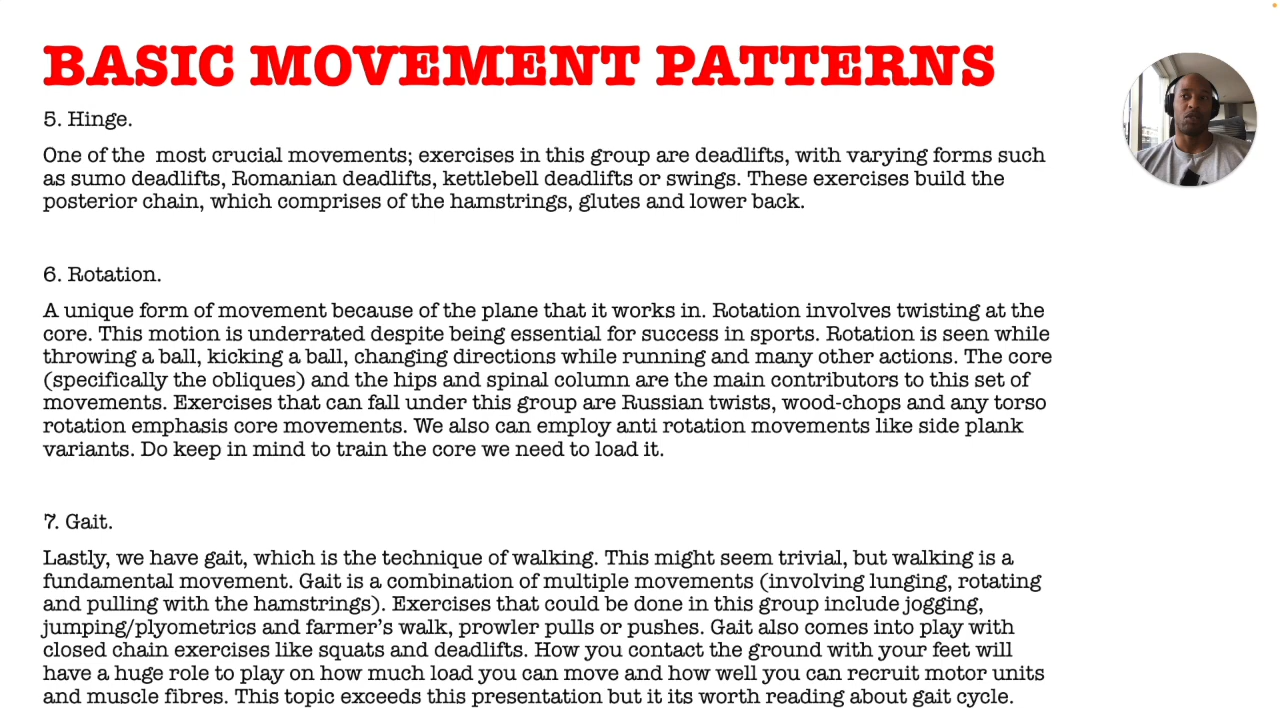 BASIC MOVEMENT PATTERNS
5. Hinge.
One of the  most crucial movements; exercises in this group are deadlifts, with varying forms such
as sumo deadlifts, Romanian deadlifts, kettlebell deadlifts or swings. These exercises build the
posterior chain, which comprises of the hamstrings, glutes and lower back.
6. Rotation.
A unique form of movement because of the plane that it works in. Rotation involves twisting at the
core. This motion is underrated despite being essential for success in sports. Rotation is seen while
throwing a ball, kicking a ball, changing directions while running and many other actions. The core
(specifically the obliques) and the hips and spinal column are the main contributors to this set of
movements. Exercises that can fall under this group are Russian twists, wood-chops and any torso
rotation emphasis core movements. We also can employ anti rotation movements like side plank
variants. Do keep in mind to train the core we need to load it.
7. Gait.
Lastly, we have gait, which is the technique of walking. This might seem trivial, but walking is a
fundamental movement. Gait is a combination of multiple movements (involving lunging, rotating
and pulling with the hamstrings). Exercises that could be done in this group include jogging,
jumping/plyometrics and farmer's walk, prowler pulls or pushes. Gait also comes into play with
closed chain exercises like squats and deadlifts. How you contact the ground with your feet will
have a huge role to play on how much load you can move and how well you can recruit motor units
and muscle fibres. This topic exceeds this presentation but it its worth reading about gait cycle.